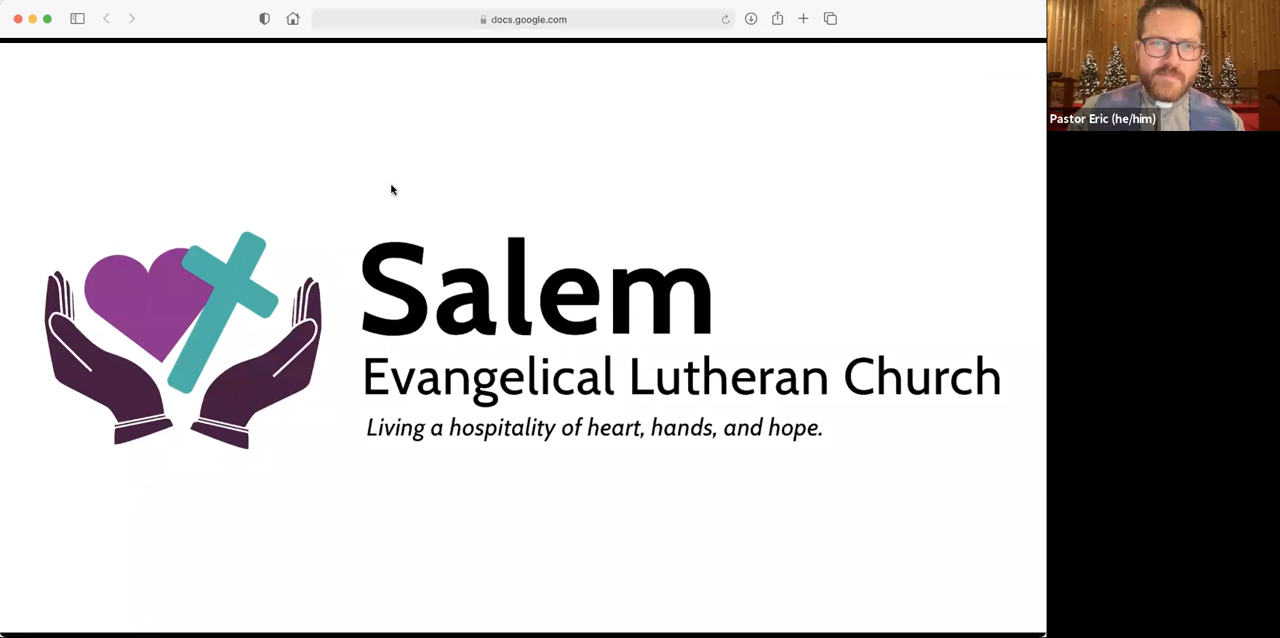 docs.google.com
Salem
Evangelical Lutheran Church
Living a hospitality of heart, hands, and hope.
Pastor Eric (he/him)